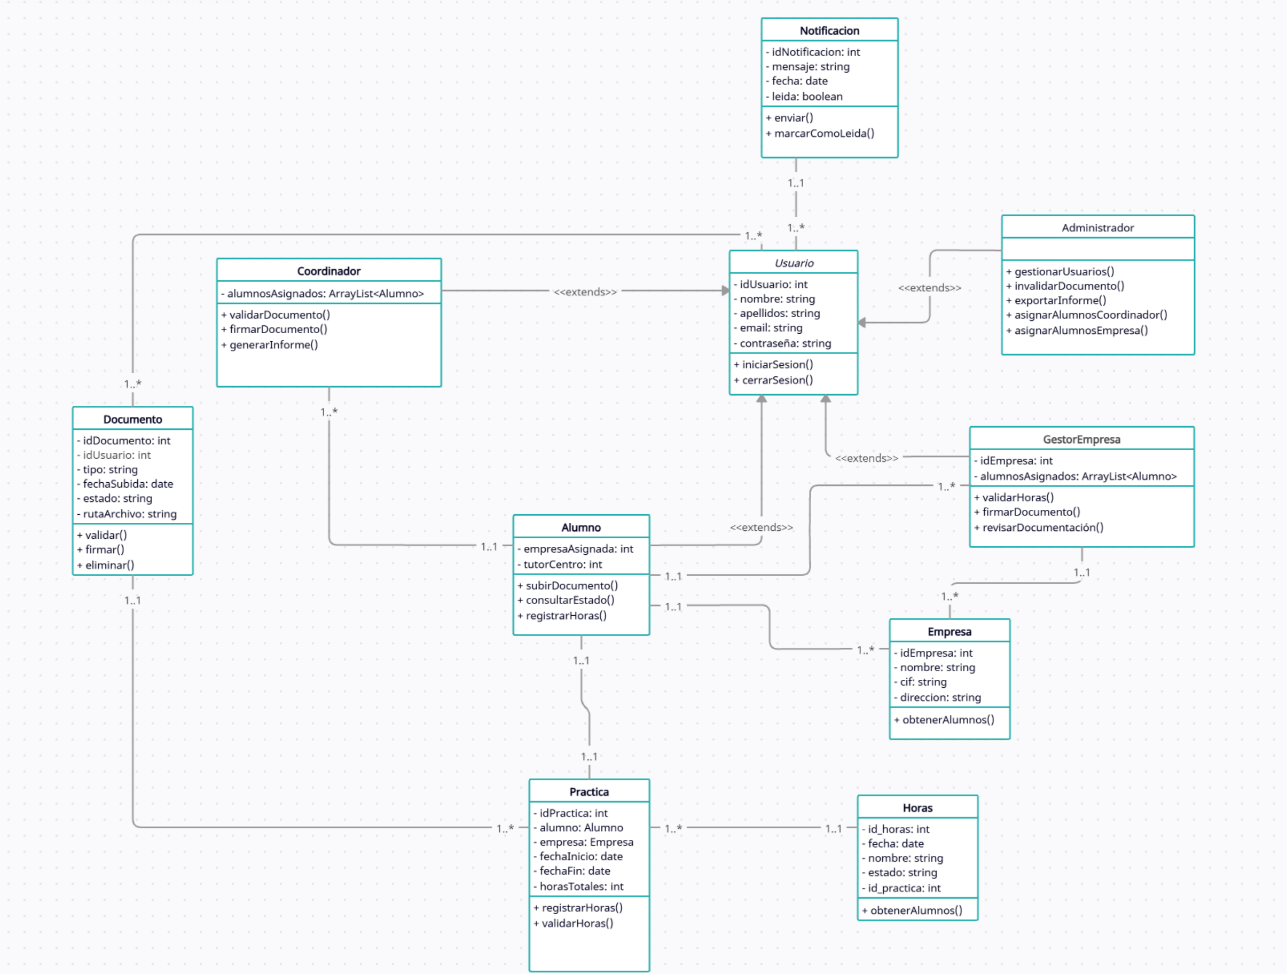 Notificacion
- idNotificacion: int
- mensaje: string
- fecha: date
- leida: boolean
+ enviar()
+ marcarComoLeida()
1..1
1..*
1..*
Administrador
+ gestionarUsuarios()
+ invalidarDocumento()
+ exportarInforme()
+ asignarAlumnosCoordinador()
+ asignarAlumnosEmpresa()
<<extends>>
Coordinador
- alumnosAsignados: ArrayList<Alumno>
+ validarDocumento()
+ firmarDocumento()
+ generarInforme()
<<extends>>
Usuario
- idUsuario: int
- nombre: string
- apellidos: string
- email: string
- contraseña: string
+ iniciarSesion()
+ cerrarSesion()
1..*
1..*
Documento
- idDocumento: int
- idUsuario: int
- tipo: string
- fechaSubida: date
- estado: string
- rutaArchivo: string
+ validar()
+ firmar()
+ eliminar()
1..1
GestorEmpresa
- idEmpresa: int
- alumnosAsignados: ArrayList<Alumno>
+ validarHoras()
+ firmarDocumento()
+ revisarDocumentación()
<<extends>>
1..*
<<extends>>
1..1
Alumno
- empresaAsignada: int
- tutorCentro: int
+ subirDocumento()
+ consultarEstado()
+ registrarHoras()
1..1
1..1
1..1
1..*
1..*
Empresa
- idEmpresa: int
- nombre: string
- cif: string
- direccion: string
+ obtenerAlumnos()
1..1
1..1
Practica
- idPractica: int
- alumno: Alumno
- empresa: Empresa
- fechaInicio: date
- fechaFin: date
- horasTotales: int
+ registrarHoras()
+ validarHoras()
1..*
1..*
1..1
Horas
- id_horas: int
- fecha: date
- nombre: string
- estado: string
- id_practica: int
+ obtenerAlumnos()